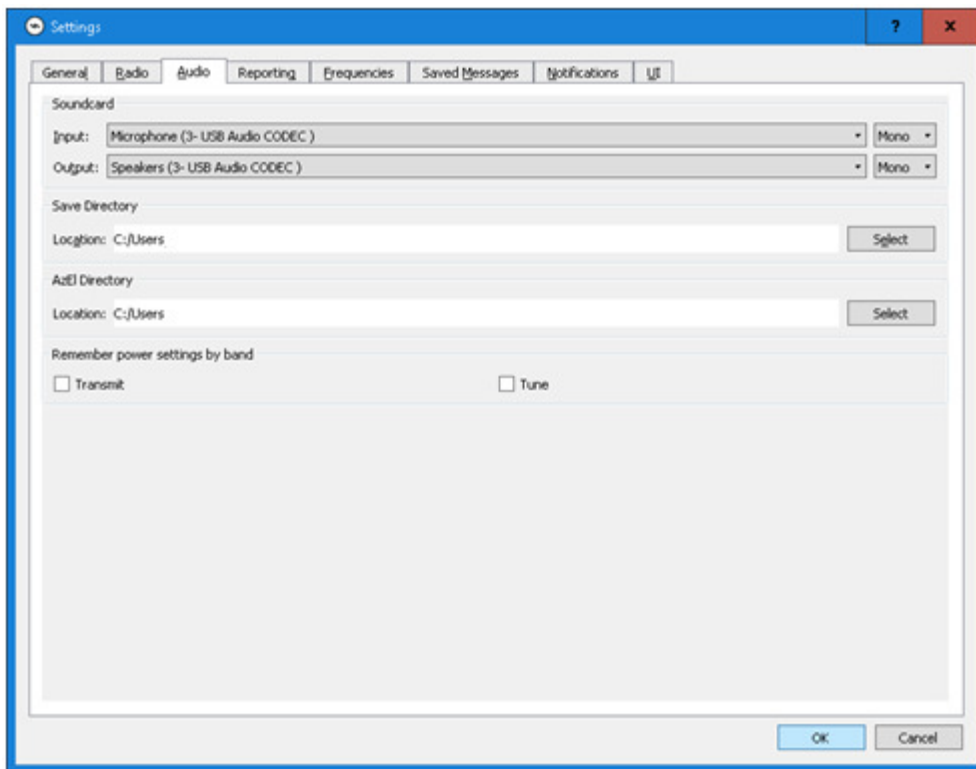 Settings
? x
General Radio Audio Reporting Frequencies Saved Messages Notifications UI
Soundcard
Input: Microphone (3- USB Audio CODEC ) Mono
Output: Speakers (3- USB Audio CODEC ) Mono
Save Directory
Location: C:/Users Select
AzEl Directory
Location: C:/Users Select
Remember power settings by band
Transmit Tune
OK Cancel